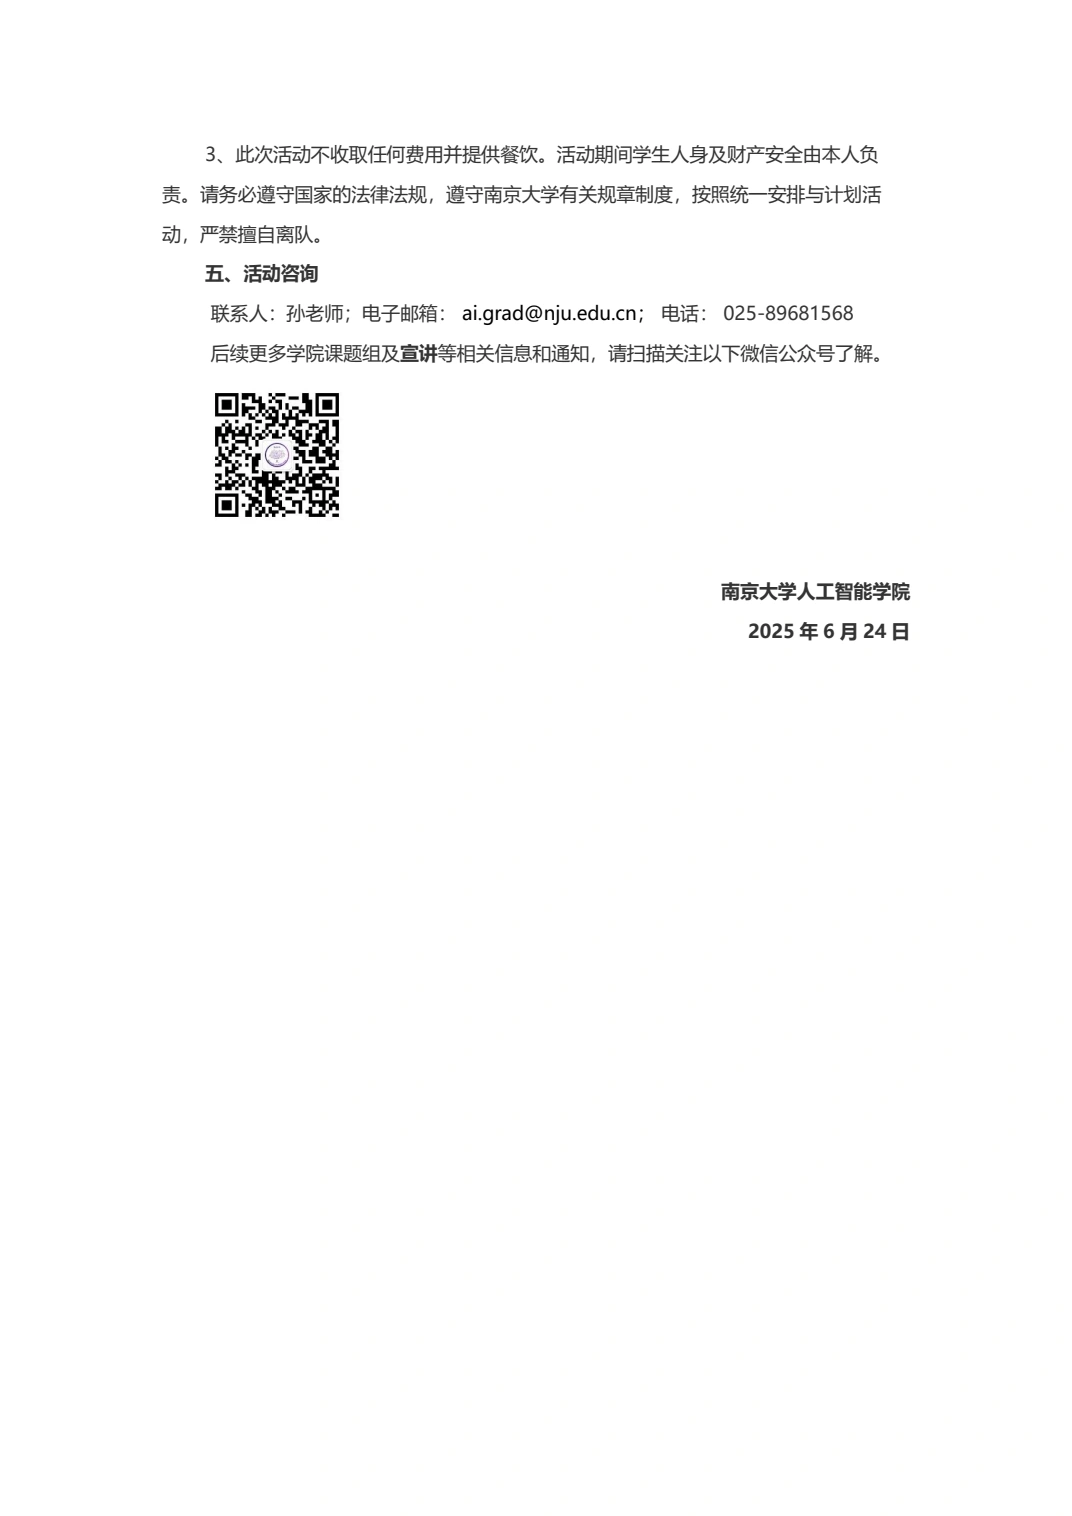 3、此次活动不收取任何费用并提供餐饮。活动期间学生人身及财产安全由本人负
责。请务必遵守国家的法律法规，遵守南京大学有关规章制度，按照统一安排与计划活
动，严禁擅自离队。
五、活动咨询
联系人：孙老师；电子邮箱： ai.grad@nju.edu.cn； 电话： 025-89681568
后续更多学院课题组及宣讲等相关信息和通知，请扫描关注以下微信公众号了解。
南京大学人工智能学院
2025 年 6 月 24 日